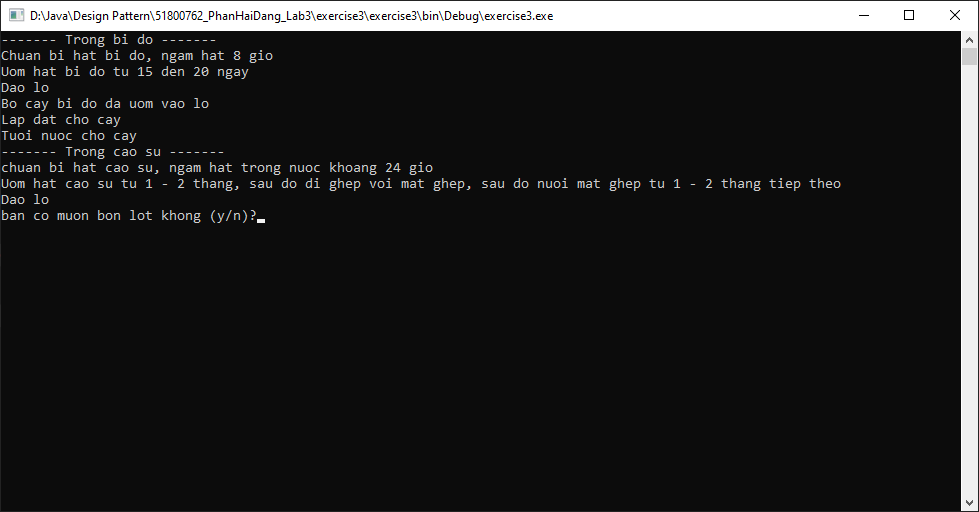 D:\Java\Design Pattern\51800762_PhanHaiDang_Lab3\exercise3\exercise3\bin\Debug\exercise3.exe
------- Trong bi do -------
Chuan bi hat bi do, ngam hat 8 gio
Uom hat bi do tu 15 den 20 ngay
Dao lo
Bo cay bi do da uom vao lo
Lap dat cho cay
Tuoi nuoc cho cay
------- Trong cao su -------
chuan bi hat cao su, ngam hat trong nuoc khoang 24 gio
Uom hat cao su tu 1 - 2 thang, sau do di ghep voi mat ghep, sau do nuoi mat ghep tu 1 - 2 thang tiep theo
Dao lo
ban co muon bon lot khong (y/n)?